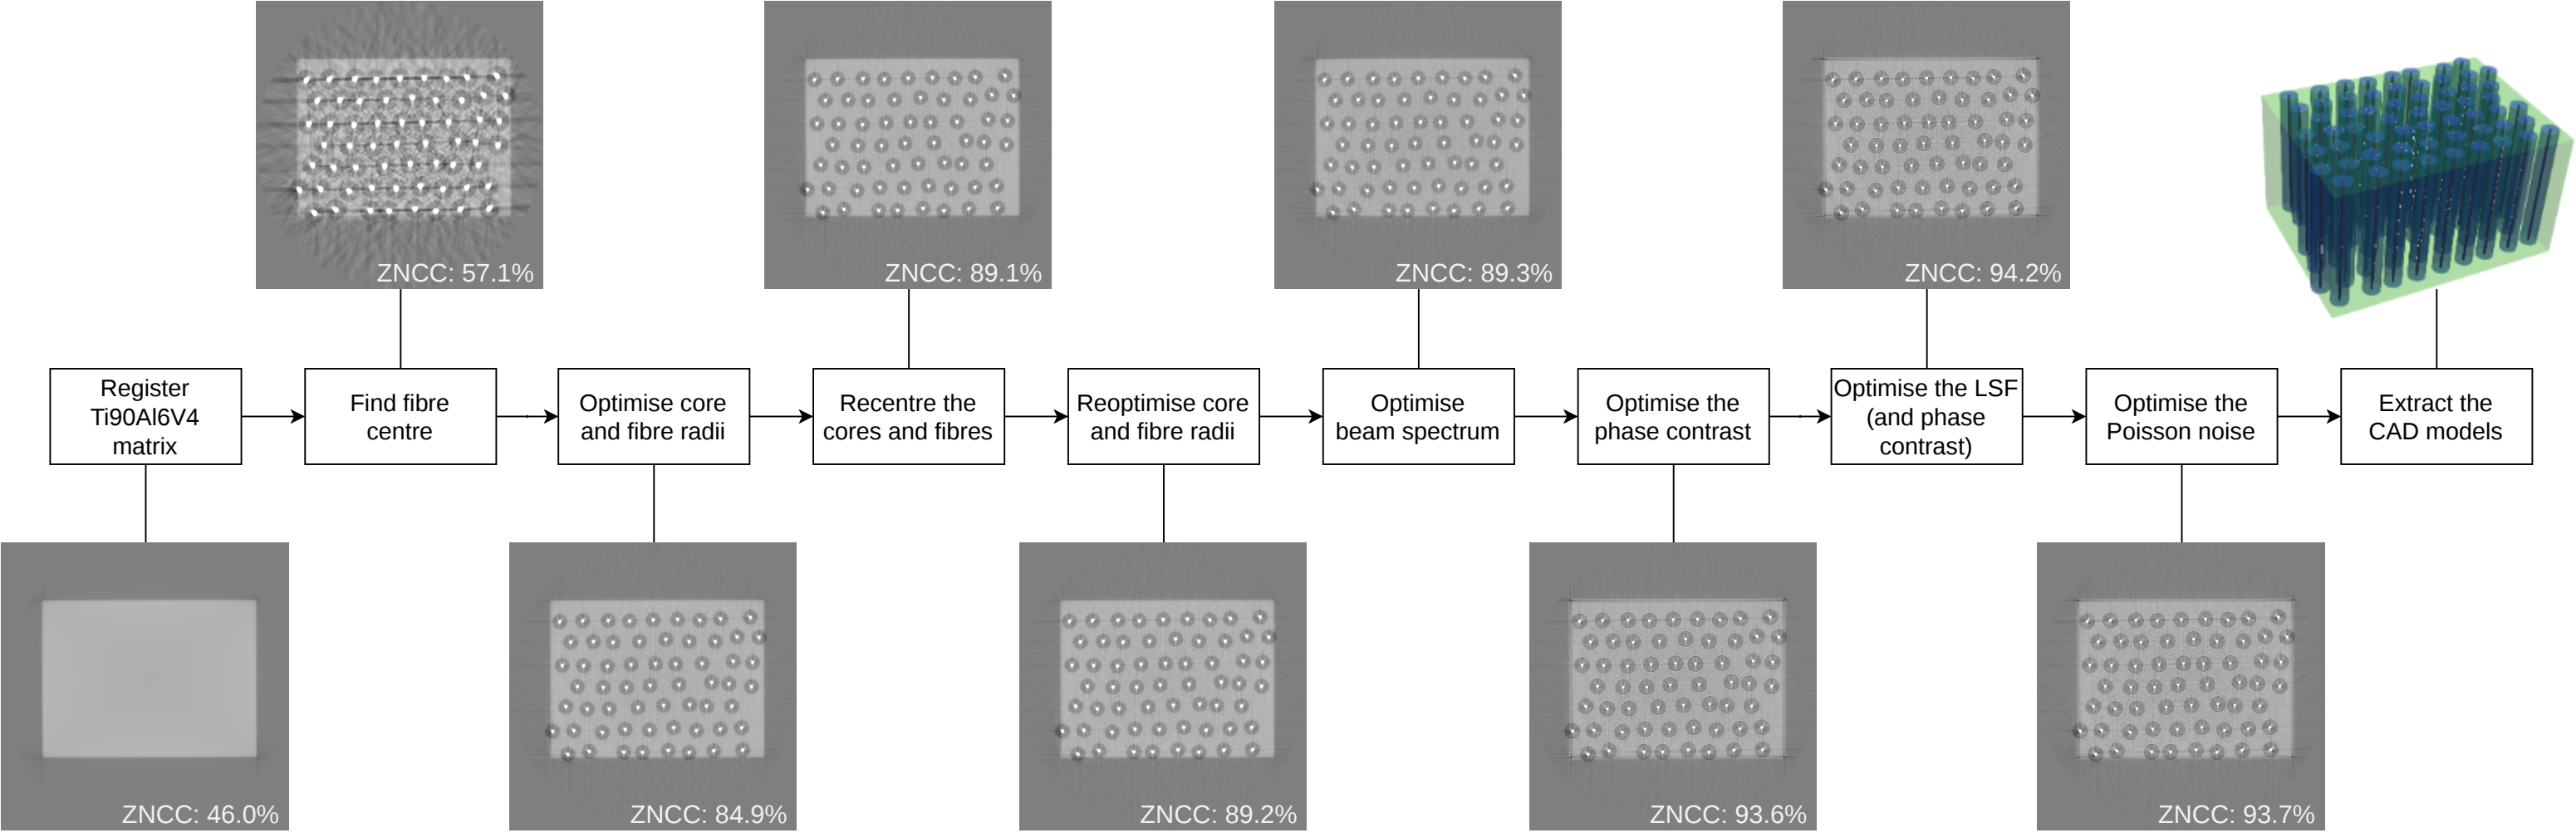 ZNCC: 57.1%
ZNCC: 89.1%
ZNCC: 89.3%
ZNCC: 94.2%
Register
Ti90Al6V4
matrix
Find fibre
centre
Optimise core
and fibre radii
Recentre the
cores and fibres
Reoptimise core
and fibre radii
Optimise
beam spectrum
Optimise the
phase contrast
Optimise the LSF
(and phase
contrast)
Optimise the
Poisson noise
Extract the
CAD models
ZNCC: 46.0%
ZNCC: 84.9%
ZNCC: 89.2%
ZNCC: 93.6%
ZNCC: 93.7%